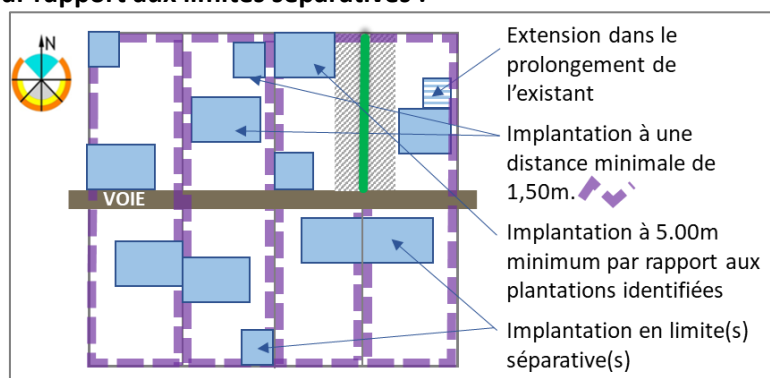 ar rapport aux limites séparatives :
N
Extension dans le
prolongement de
l’existant
Implantation à une
distance minimale de
1,50m.
VOIE
Implantation à 5.00m
minimum par rapport aux
plantations identifiées
Implantation en limite(s)
séparative(s)